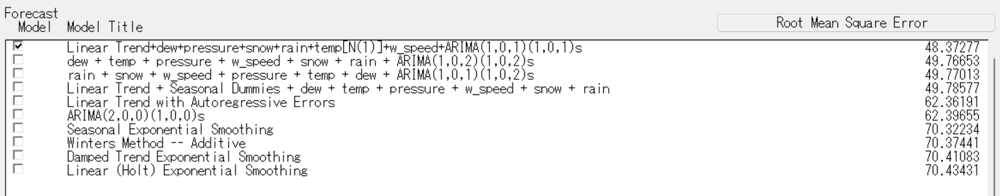 Forecast
Model Model Title Root Mean Square Error
Linear Trend+dew+pressure+snow+rain+temp[N(1)]+w_speed+ARIMA(1,0,1)(1,0,1)s 48.37277
dew + temp + pressure + w_speed + snow + rain + ARIMA(1,0,2)(1,0,2)s 49.76653
rain + snow + w_speed + pressure + temp + dew + ARIMA(1,0,1)(1,0,2)s 49.77013
Linear Trend + Seasonal Dummies + dew + temp + pressure + w_speed + snow + rain 49.78577
Linear Trend with Autoregressive Errors 62.36191
ARIMA(2,0,0)(1,0,0)s 62.39655
Seasonal Exponential Smoothing 70.32234
Winters Method -- Additive 70.37441
Damped Trend Exponential Smoothing 70.41083
Linear (Holt) Exponential Smoothing 70.43431